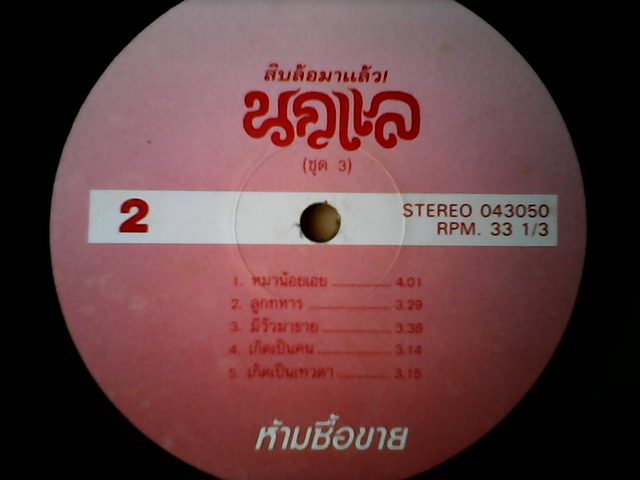 สิบล้อมาแล้ว!
นกแล
(ชุด 3)
2
STEREO 043050
RPM. 33 1/3
1. หมาน้อยเอย 4.01
2. ลูกทหาร 3.29
3. มีวัวมาขาย 3.38
4. เกิดเป็นคน 3.14
5. เกิดเป็นเทวดา 3.15
ห้ามซื้อขาย